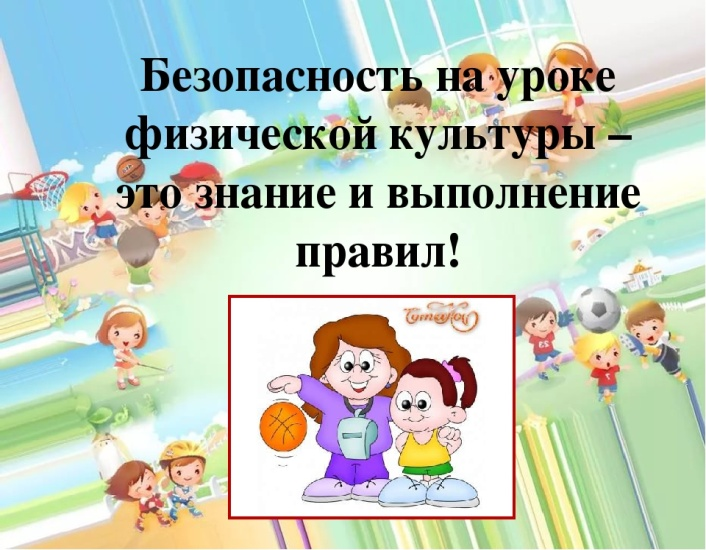 Безопасность на уроке
физической культуры –
это знание и выполнение
правил!